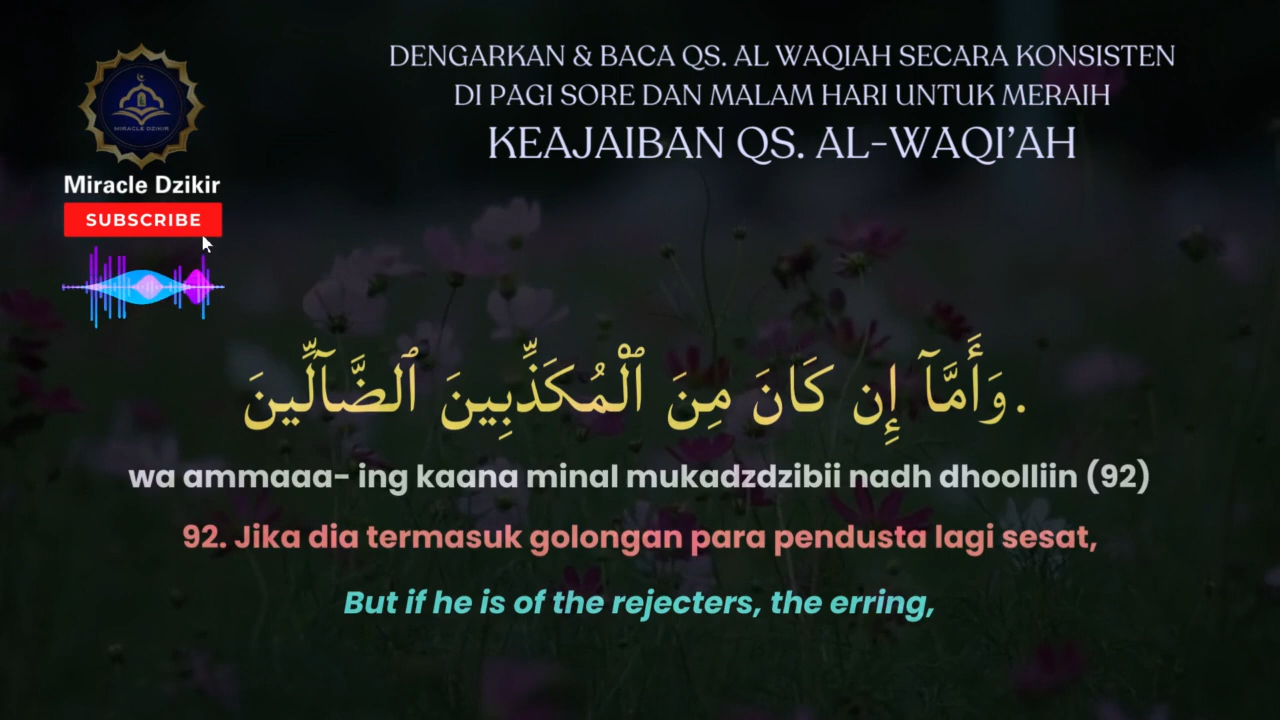 DENGARKAN & BACA QS. AL WAQIAH SECARA KONSISTEN
DI PAGI SORE DAN MALAM HARI UNTUK MERAIH
KEAJAIBAN QS. AL-WAQI'AH
MIRACLE DZIKIR
Miracle Dzikir
SUBSCRIBE
وَأَمَّآ إِن كَانَ مِنَ ٱلْمُكَذِّبِينَ ٱلضَّآلِّينَ.
wa ammaaa- ing kaana minal mukadzdzibii nadh dhoolliin (92)
92. Jika dia termasuk golongan para pendusta lagi sesat,
But if he is of the rejecters, the erring,